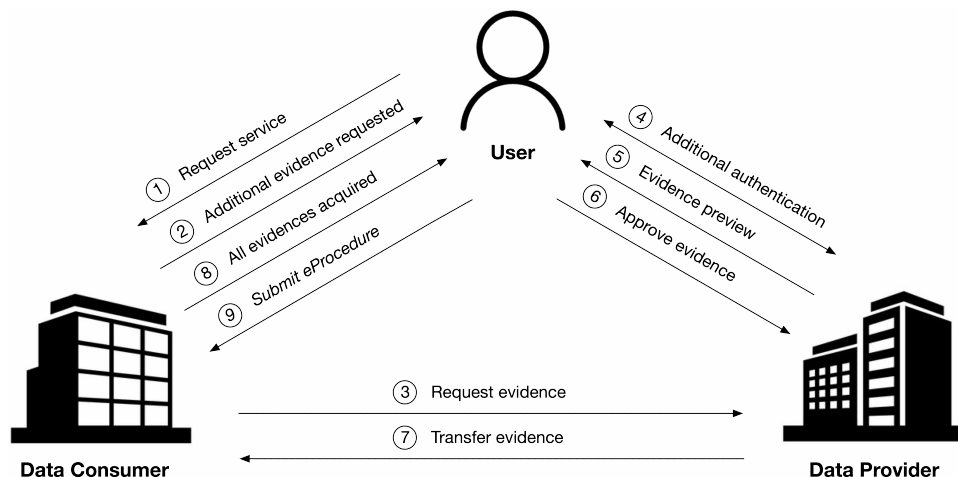 User
① Request service
② Additional evidence requested
⑧ All evidences acquired
⑨ Submit eProcedure
④ Additional authentication
⑤ Evidence preview
⑥ Approve evidence
③ Request evidence
⑦ Transfer evidence
Data Consumer
Data Provider